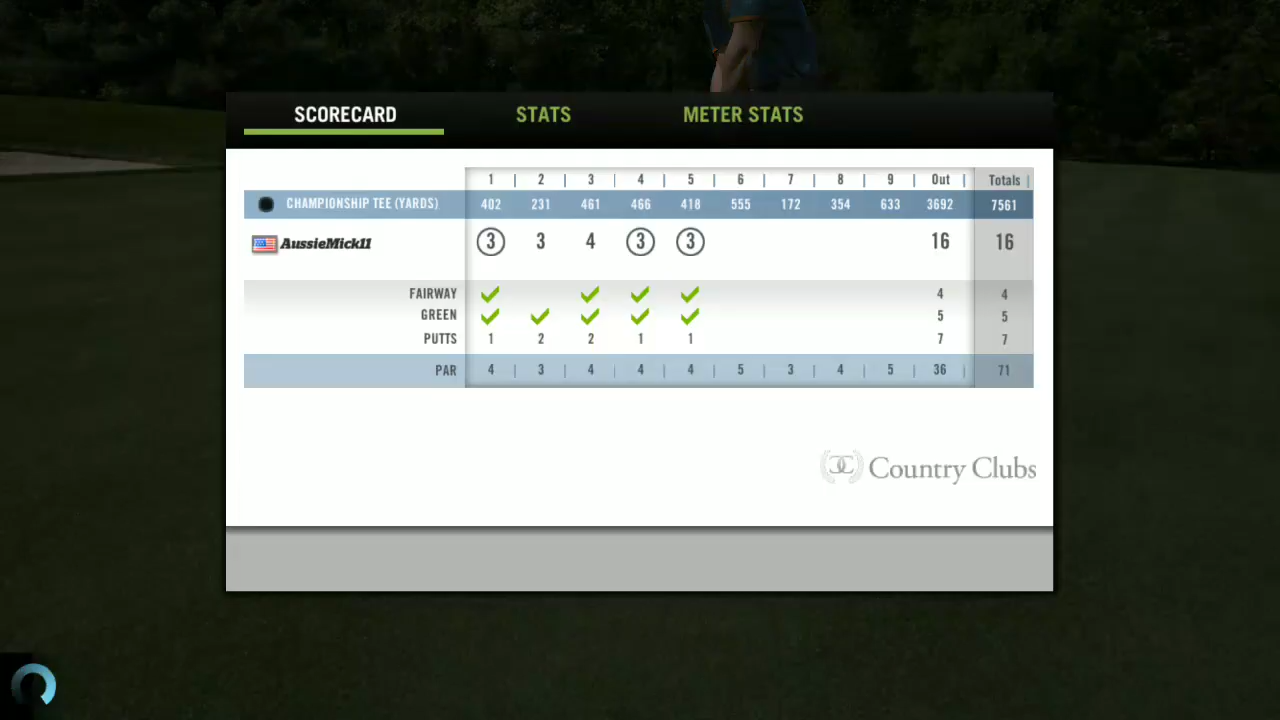 SCORECARD STATS METER STATS
1 | 2 | 3 | 4 | 5 | 6 | 7 | 8 | 9 | Out | Totals |
CHAMPIONSHIP TEE (YARDS) 402 231 461 466 418 555 172 354 633 3692 7561
AussieMick11 3 3 4 3 3 16 16
FAIRWAY 4 4
GREEN 5 5
PUTTS 1 2 2 1 1 7 7
PAR 4 | 3 | 4 | 4 | 4 | 5 | 3 | 4 | 5 | 36 | 71
CC Country Clubs